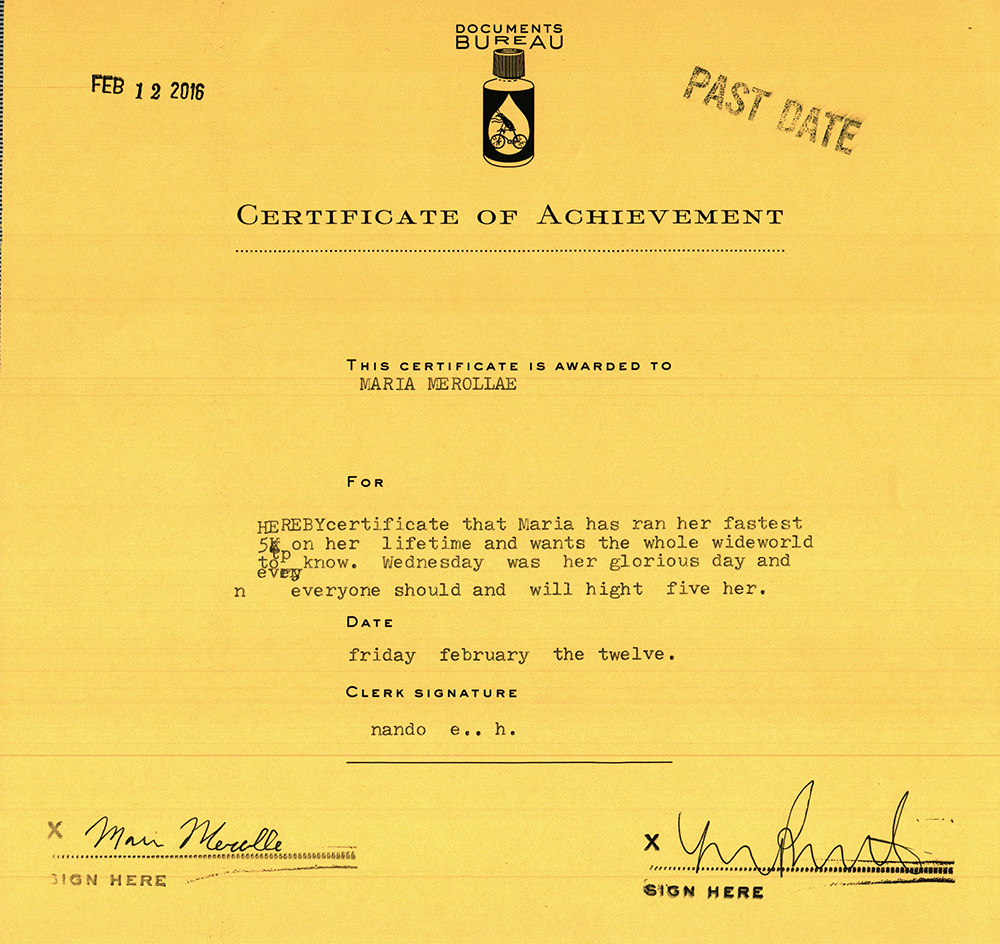 DOCUMENTS
BUREAU
FEB 12 2016
PAST DATE
CERTIFICATE OF ACHIEVEMENT
THIS CERTIFICATE IS AWARDED TO
MARIA MEROLLAE
FOR
HEREBYcertificate that Maria has ran her fastest
5K on her lifetime and wants the whole wideworld
to know. Wednesday was her glorious day and
every
n everyone should and will hight five her.
DATE
friday february the twelve.
CLERK SIGNATURE
nando e.. h.
X Mari Merolle
SIGN HERE
X
SIGN HERE